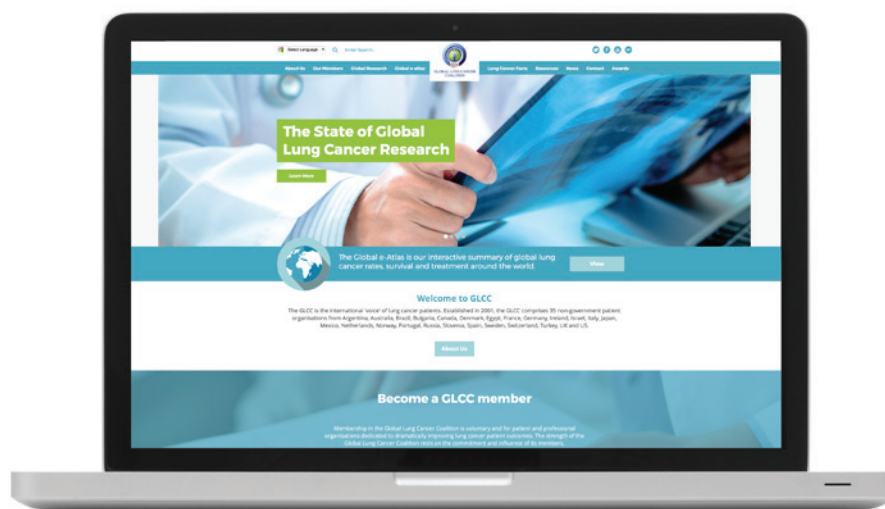 Select Language
Enter Search...
About Us Our Members Global Research Global e-atlas
GLOBAL LUNG CANCER
COALITION
Lung Cancer Facts Resources News Contact Awards
The State of Global
Lung Cancer Research
Learn More
The Global e-Atlas is our interactive summary of global lung
cancer rates, survival and treatment around the world.
View
Welcome to GLCC
The GLCC is the international 'voice' of lung cancer patients. Established in 2001, the GLCC comprises 35 non-government patient
organisations from Argentina, Australia, Brazil, Bulgaria, Canada, Denmark, Egypt, France, Germany, Ireland, Israel, Italy, Japan,
Mexico, Netherlands, Norway, Portugal, Russia, Slovenia, Spain, Sweden, Switzerland, Turkey, UK and US.
About Us
Become a GLCC member
Membership in the Global Lung Cancer Coalition is voluntary and for patient and professional
organisations dedicated to dramatically improving lung cancer patient outcomes. The strength of the
Global Lung Cancer Coalition rests on the commitment and influence of its members.